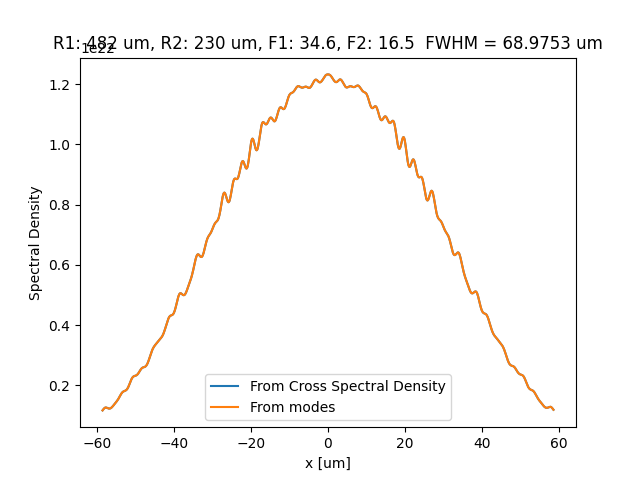 R1: 482 um, R2: 230 um, F1: 34.6, F2: 16.5  FWHM = 68.9753 um
1e22
1.2
1.0
0.8
0.6
0.4
0.2
Spectral Density
From Cross Spectral Density
From modes
−60 −40 −20 0 20 40 60
x [um]